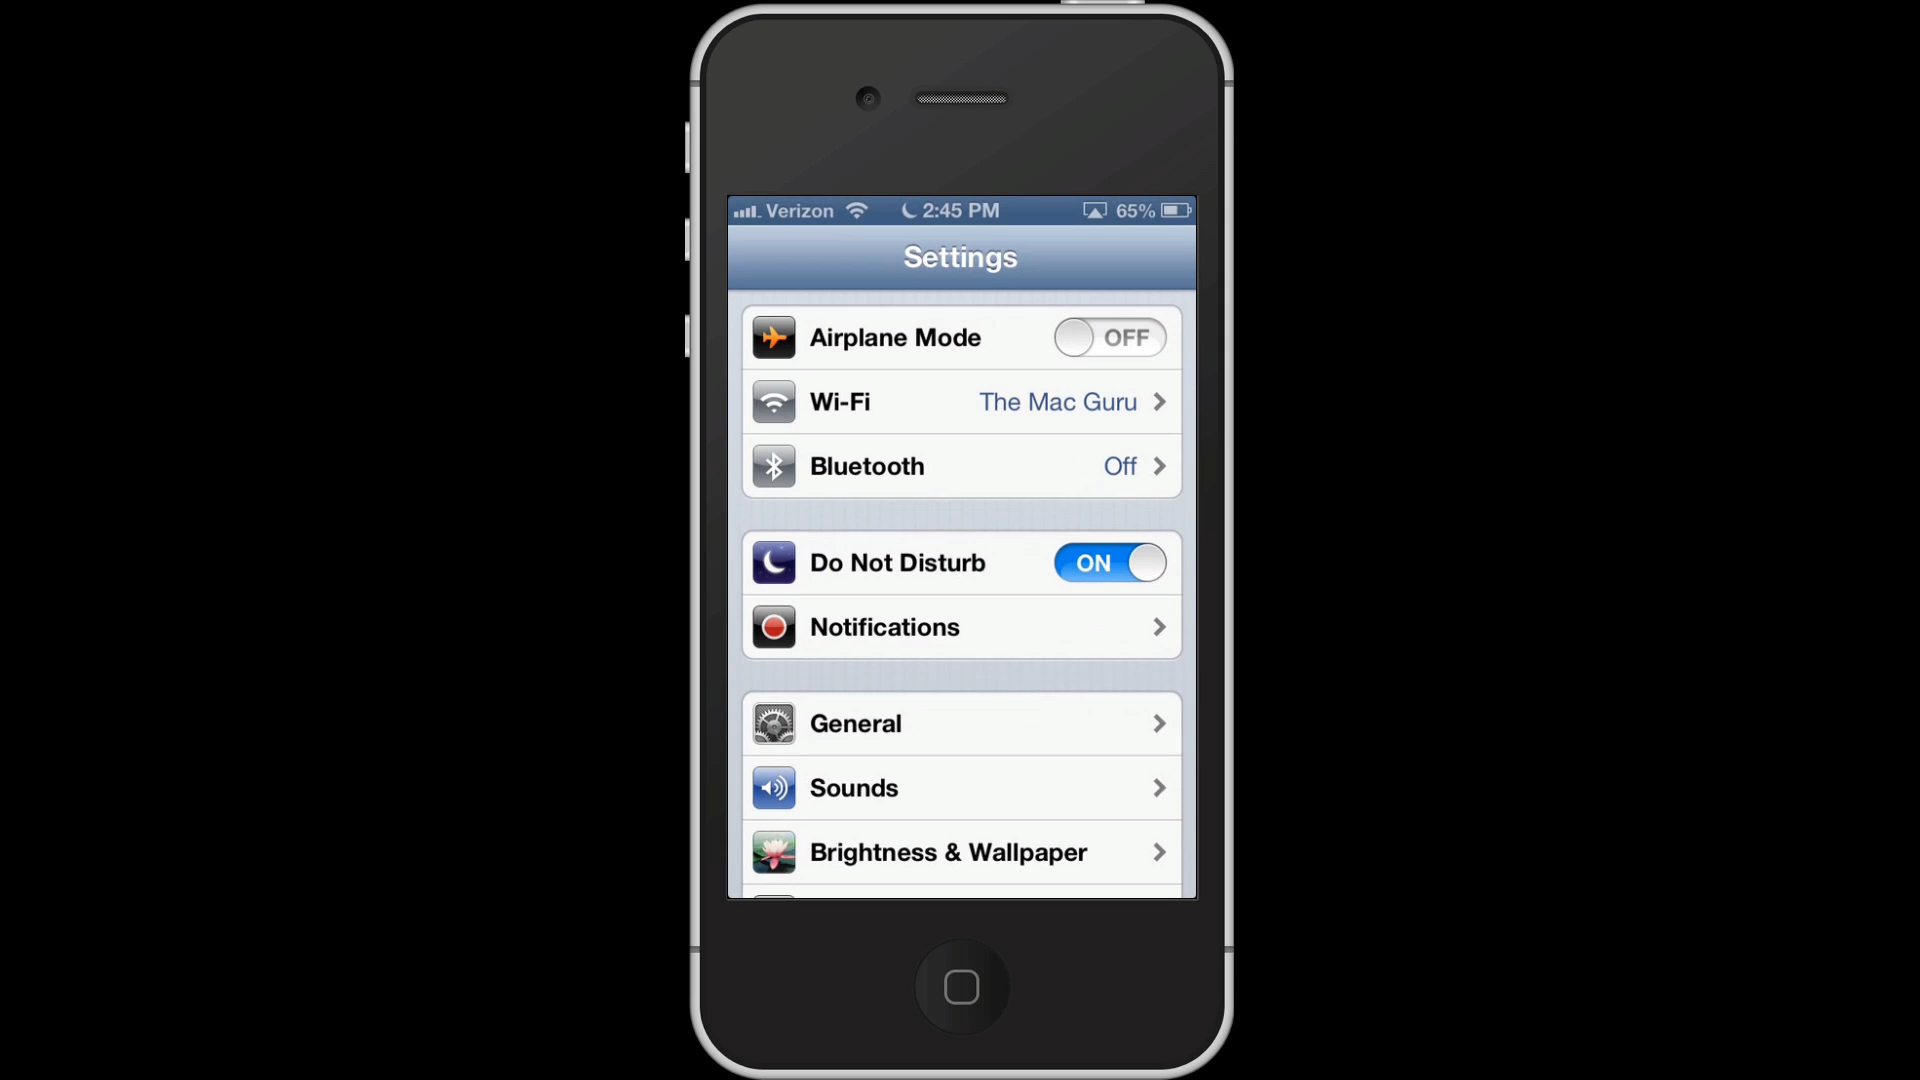 Verizon 2:45 PM 65%
Settings
Airplane Mode OFF
Wi-Fi The Mac Guru
Bluetooth Off
Do Not Disturb ON
Notifications
General
Sounds
Brightness & Wallpaper